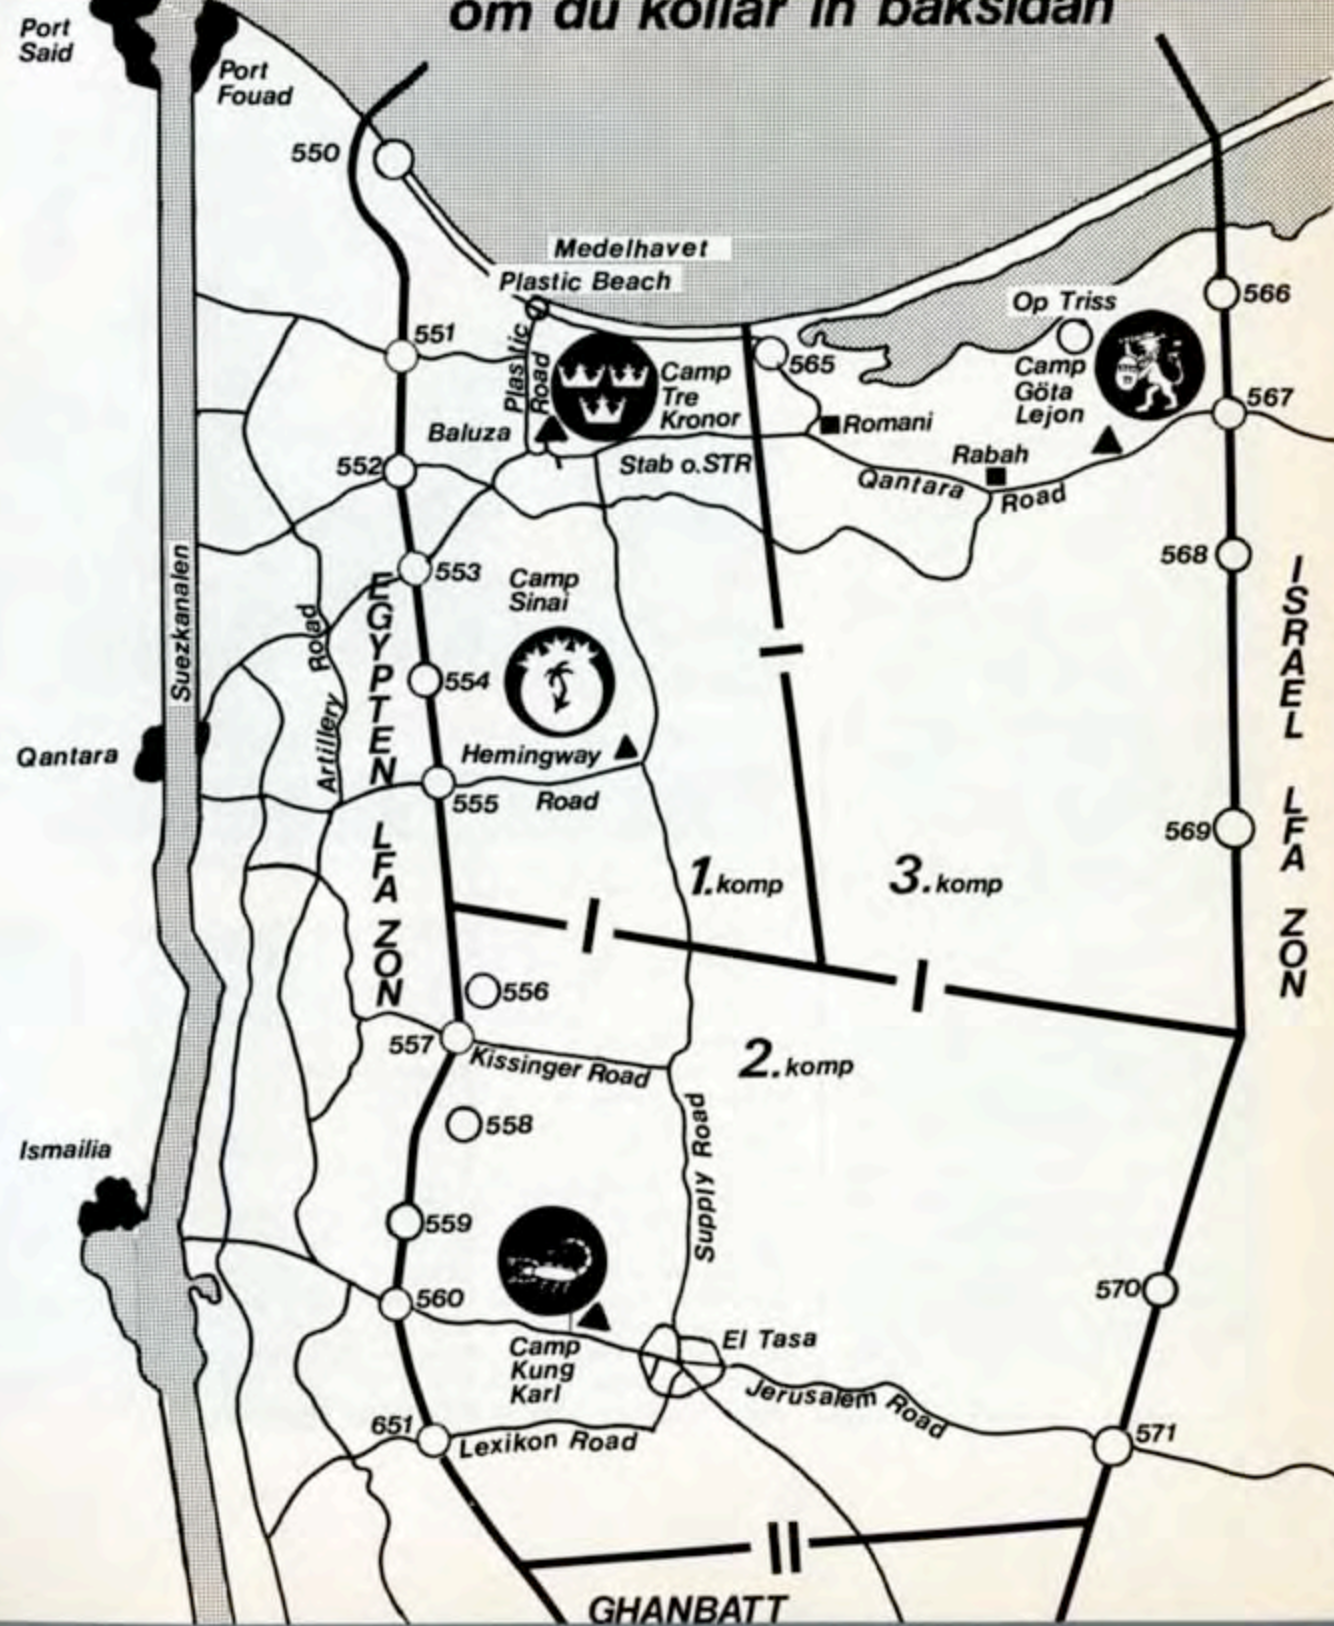 om du kollar in baksidan
Port
Said
Port
Fouad
550
Medelhavet
Plastic Beach
Op Triss
566
551
Plastic
Road
Camp
Tre
Kronor
565
Camp
Göta
Lejon
567
Baluza
Romani
552
Stab o.STR
Rabah
Qantara
Road
568
553
Camp
Sinai
Suezkanalen
EGYPTEN LFA ZON
ISRAEL LFA ZON
Artillery Road
554
Qantara
Hemingway
555
Road
569
1.komp
3.komp
556
557
Kissinger Road
2.komp
558
Supply Road
Ismailia
559
570
560
El Tasa
Camp
Kung
Karl
Jerusalem Road
651
Lexikon Road
571
GHANBATT